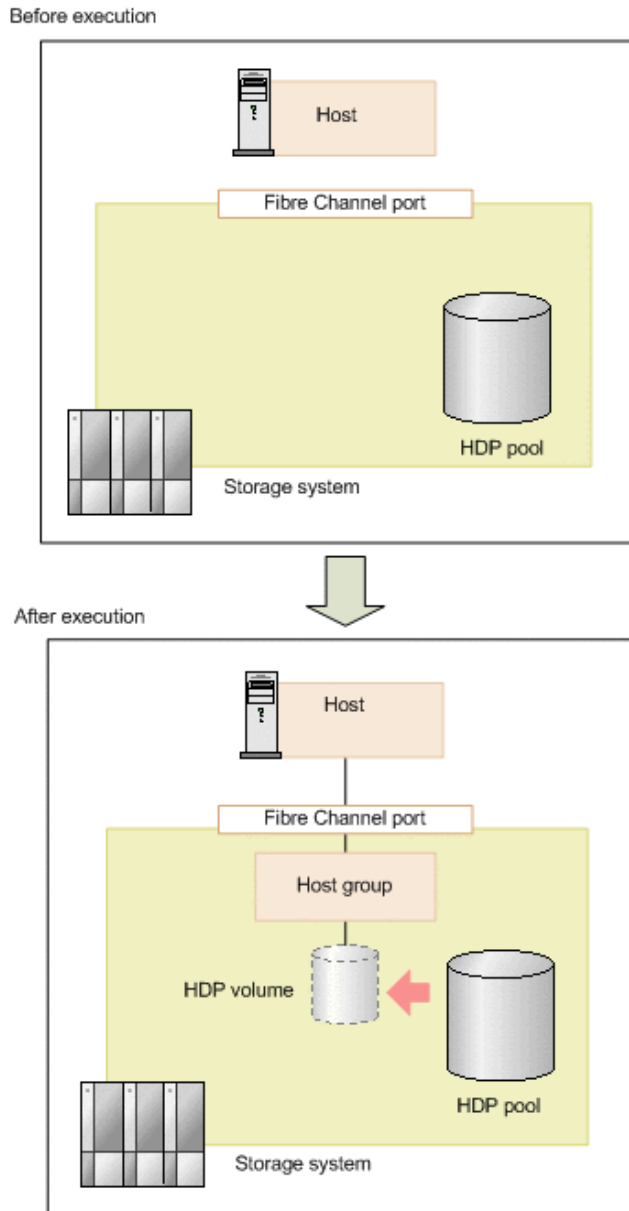 Before execution
Host
Fibre Channel port
HDP pool
Storage system
After execution
Host
Fibre Channel port
Host group
HDP volume
HDP pool
Storage system